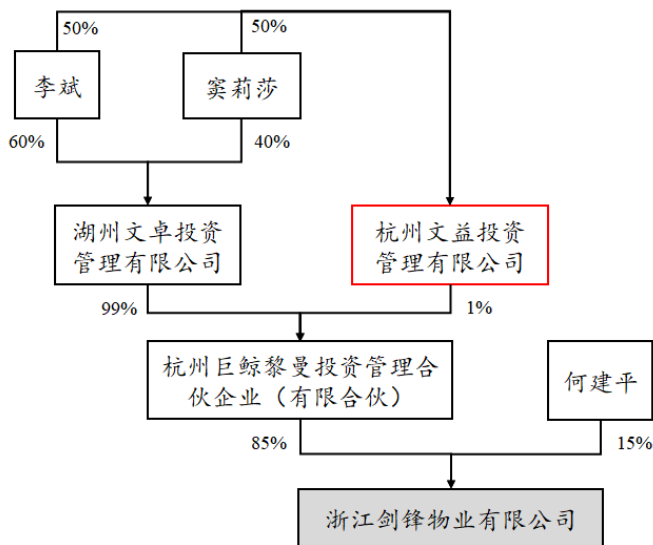 50%
50%
李斌
窦莉莎
60%
40%
湖州文卓投资
管理有限公司
杭州文益投资
管理有限公司
99%
1%
杭州巨鲸黎曼投资管理合
伙企业（有限合伙）
何建平
85%
15%
浙江剑锋物业有限公司